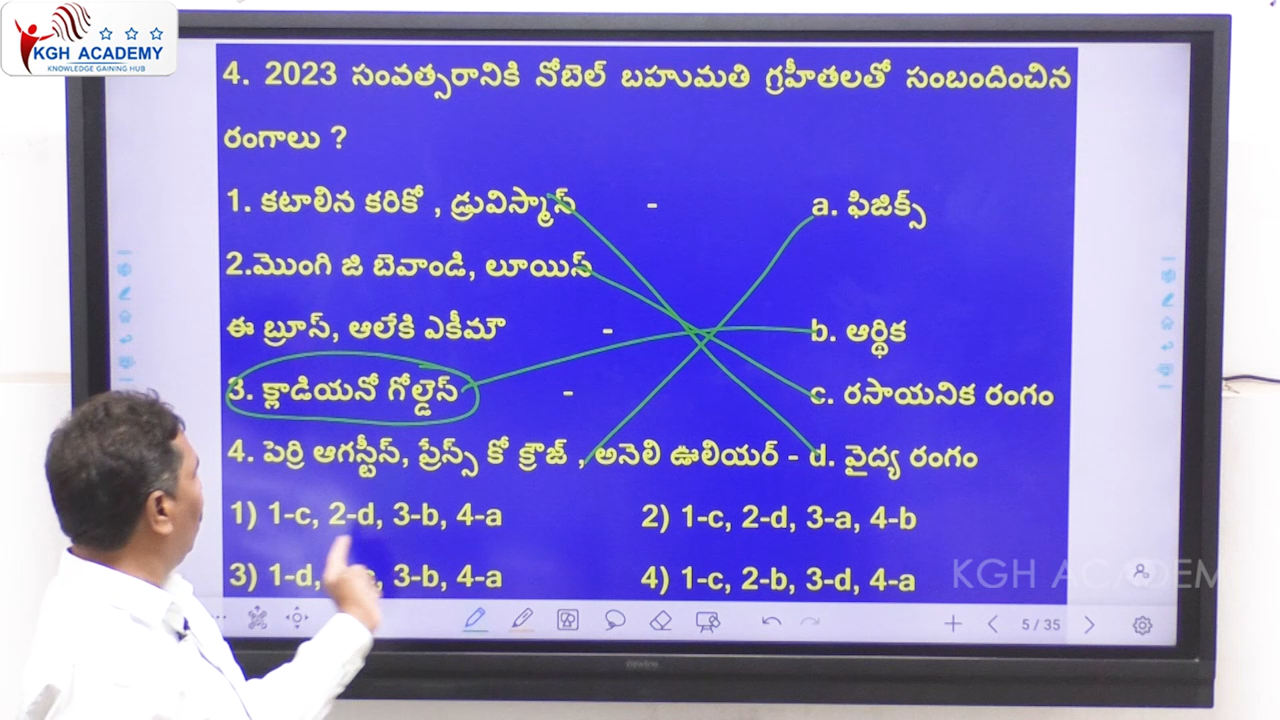 KGH ACADEMY
KNOWLEDGE GAINING HUB
4. 2023 సంవత్సరానికి నోబెల్ బహుమతి గ్రహీతలతో సంబందించిన
రంగాలు ?
1. కటాలిన కరికో , డ్రువిస్మాస్ - a. ఫిజిక్స్
2.మొంగి జి బెవాండి, లూయిస్
ఈ బ్రూస్, ఆలేకి ఎకీమౌ - b. ఆర్థిక
3. క్లాడియనో గోల్డెన్ - c. రసాయనిక రంగం
4. పెర్రి ఆగస్టీస్, ప్రేస్స్ కో క్రౌజ్ , అనెలి ఊలియర్ - d. వైద్య రంగం
1) 1-c, 2-d, 3-b, 4-a 2) 1-c, 2-d, 3-a, 4-b
3) 1-d, 3-b, 4-a 4) 1-c, 2-b, 3-d, 4-a
KGH ACADEM
5 / 35